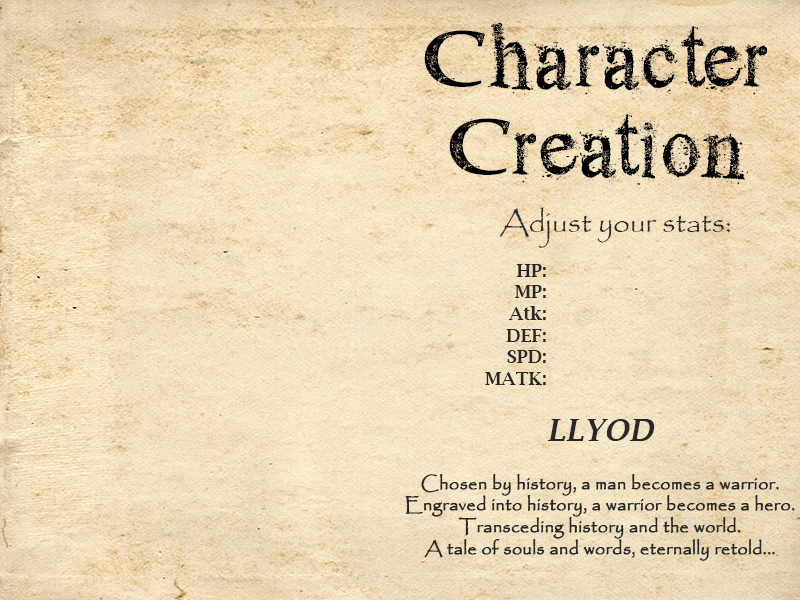 Character
Creation
Adjust your stats:
HP:
MP:
Atk:
DEF:
SPD:
MATK:
LLYOD
Chosen by history, a man becomes a warrior.
Engraved into history, a warrior becomes a hero.
Transceding history and the world.
A tale of souls and words, eternally retold...